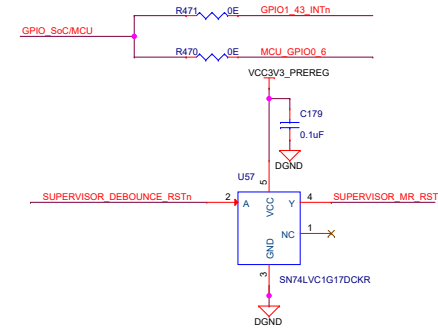 R471 0E GPIO1_43_INTn
GPIO_SoC/MCU
R470 0E MCU_GPIO0_6
VCC3V3_PREREG
C179
0.1uF
DGND
U57
5
SUPERVISOR_DEBOUNCE_RSTn 2 A VCC Y 4 SUPERVISOR_MR_RST
NC 1
GND
3
SN74LVC1G17DCKR
DGND